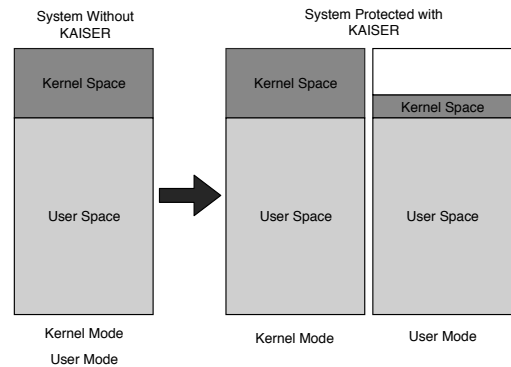 System Without
KAISER
System Protected with
KAISER
Kernel Space
User Space
Kernel Mode
User Mode
Kernel Space
User Space
Kernel Mode
Kernel Space
User Space
User Mode